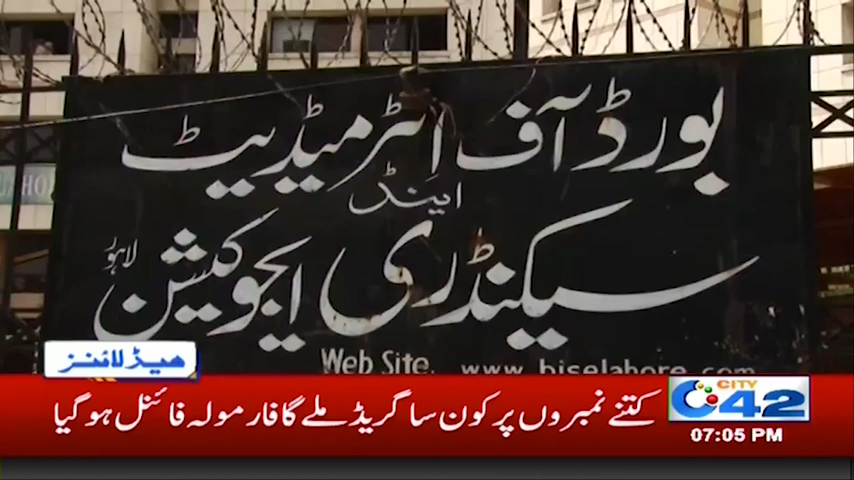 بورڈ آف انٹرمیڈیٹ
اینڈ
سیکنڈری ایجوکیشن لاہور
Web Site. www.biselahore.com
ہیڈ لائنز
کتنے نمبروں پر کون سا گریڈ ملے گا فارمولہ فائنل ہو گیا
CITY
42
07:05 PM